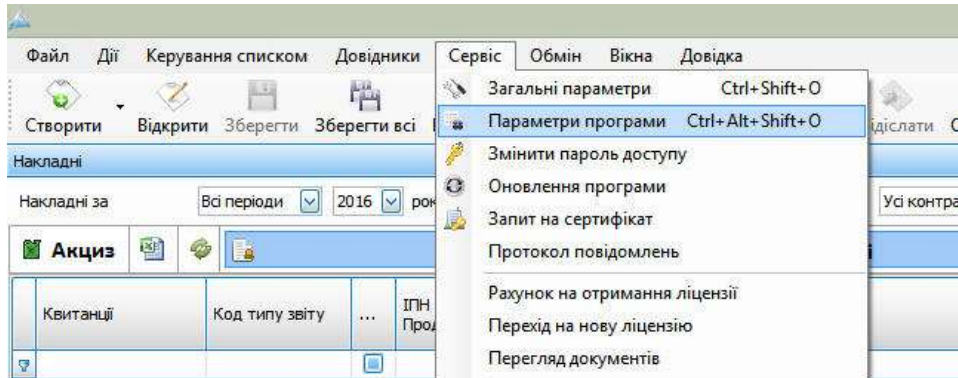 Файл Дії Керування списком Довідники Сервіс Обмін Вікна Довідка
Створити Відкрити Зберегти Зберегти всі
Загальні параметри Ctrl+Shift+O
Параметри програми Ctrl+Alt+Shift+O
Змінити пароль доступу
Оновлення програми
Запит на сертифікат
Протокол повідомлень
Рахунок на отримання ліцензії
Перехід на нову ліцензію
Перегляд документів
Накладні
Накладні за Всі періоди 2016 Усі
Акциз
Квитанції Код типу звіту ... ІПН